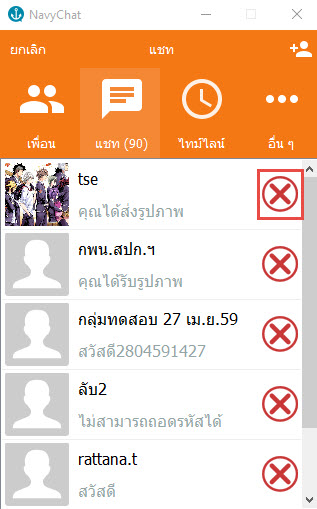 NavyChat
ยกเลิก
แชท
เพื่อน
แชท (90)
ไทม์ไลน์
อื่น ๆ
tse
คุณได้ส่งรูปภาพ
กพน.สปก.ฯ
คุณได้รับรูปภาพ
กลุ่มทดสอบ 27 เม.ย.59
สวัสดี2804591427
ลับ2
ไม่สามารถถอดรหัสได้
rattana.t
สวัสดี